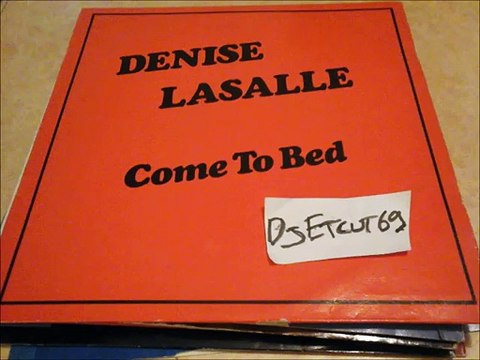 DENISE
LASALLE
Come To Bed
DJETCUT69